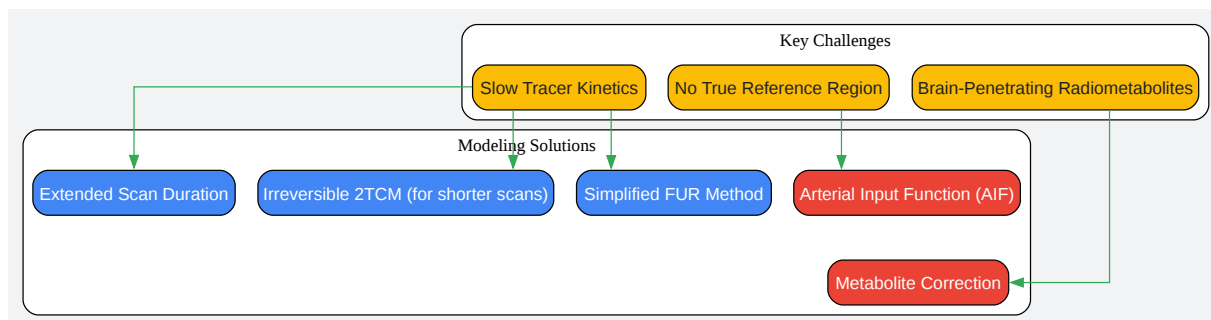 Key Challenges
Slow Tracer Kinetics
No True Reference Region
Brain-Penetrating Radiometabolites
Modeling Solutions
Extended Scan Duration
Irreversible 2TCM (for shorter scans)
Simplified FUR Method
Arterial Input Function (AIF)
Metabolite Correction